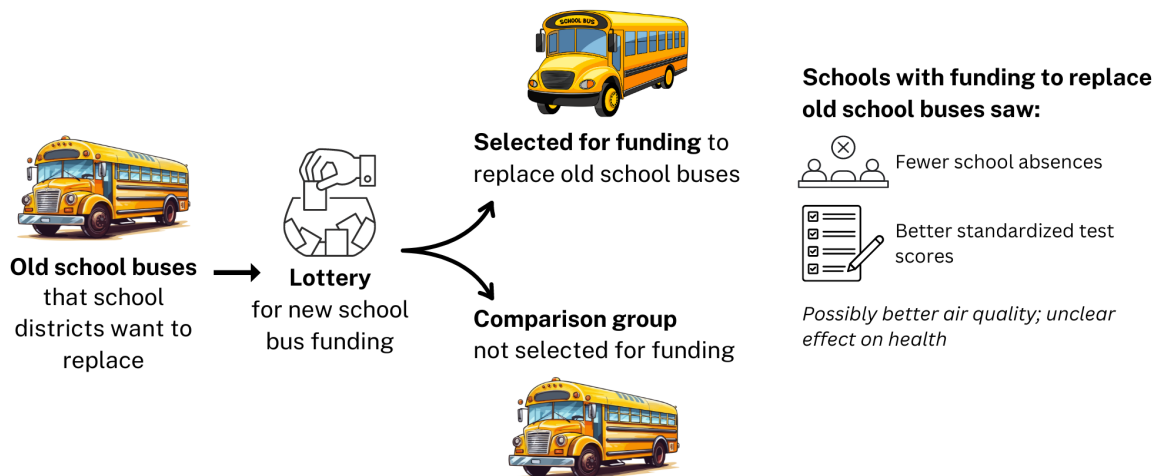 Old school buses
that school
districts want to
replace
Lottery
for new school
bus funding
SCHOOL BUS
Selected for funding to
replace old school buses
Comparison group
not selected for funding
Schools with funding to replace
old school buses saw:
Fewer school absences
Better standardized test
scores
Possibly better air quality; unclear
effect on health